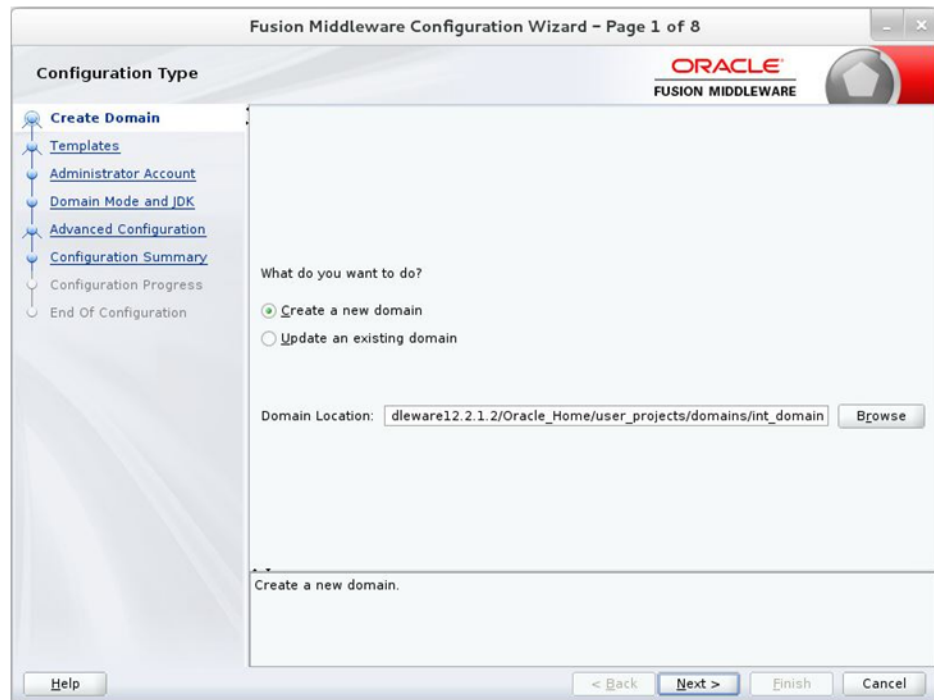 Fusion Middleware Configuration Wizard – Page 1 of 8
Configuration Type
ORACLE
FUSION MIDDLEWARE
Create Domain
Templates
Administrator Account
Domain Mode and JDK
Advanced Configuration
Configuration Summary
Configuration Progress
End Of Configuration
What do you want to do?
Create a new domain
Update an existing domain
Domain Location: dleware12.2.1.2/Oracle_Home/user_projects/domains/int_domain Browse
Create a new domain.
Help < Back Next > Finish Cancel